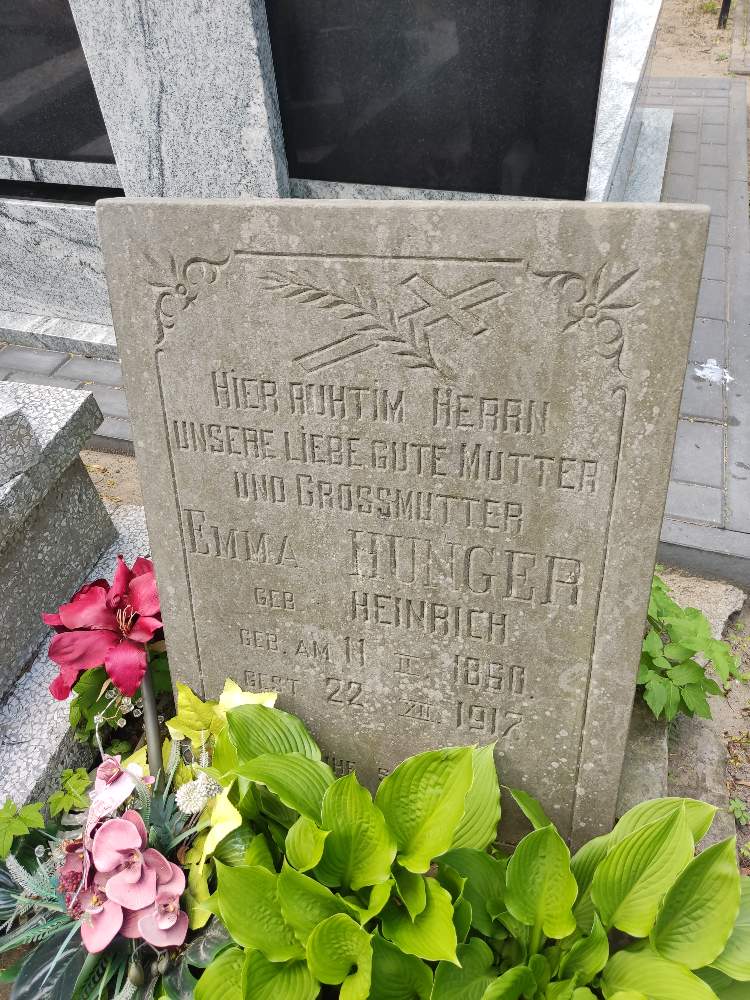 HIER RUHT IM HERRN
UNSERE LIEBE GUTE MUTTER
UND GROSSMUTTER
EMMA HUNGER
GEB. HEINRICH
GEB. AM 11 II. 1860.
GEST. 22 XII. 1917